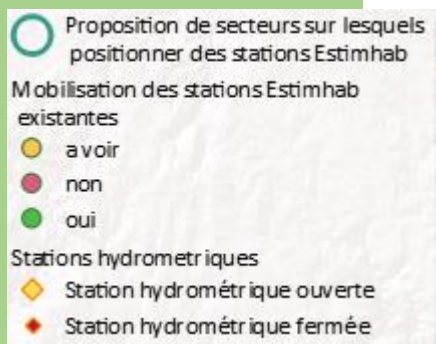 Proposition de secteurs sur lesquels
positionner des stations Estimhab
Mobilisation des stations Estimhab
existantes
a voir
non
oui
Stations hydrometriques
Station hydrométrique ouverte
Station hydrométrique fermée